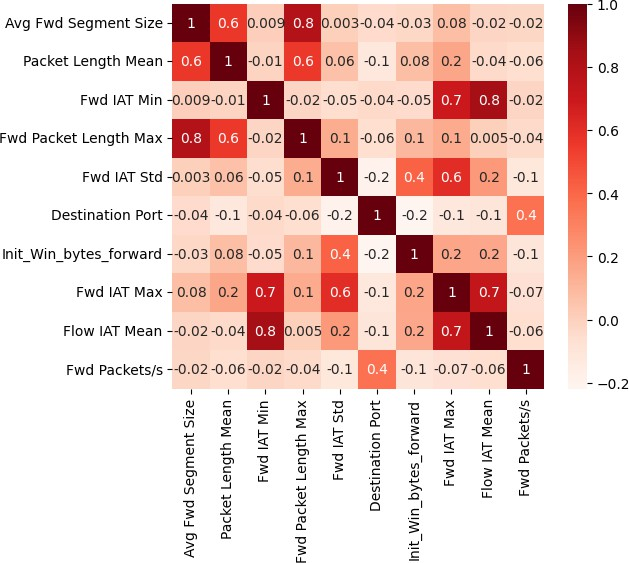 Avg Fwd Segment Size 1 0.6 0.009 0.8 0.003 -0.04 -0.03 0.08 -0.02 -0.02
Packet Length Mean 0.6 1 -0.01 0.6 0.06 -0.1 0.08 0.2 -0.04 -0.06
Fwd IAT Min -0.009 -0.01 1 -0.02 -0.05 -0.04 -0.05 0.7 0.8 -0.02
Fwd Packet Length Max 0.8 0.6 -0.02 1 0.1 -0.06 0.1 0.1 0.005 -0.04
Fwd IAT Std 0.003 0.06 -0.05 0.1 1 -0.2 0.4 0.6 0.2 -0.1
Destination Port -0.04 -0.1 -0.04 -0.06 -0.2 1 -0.2 -0.1 -0.1 0.4
Init_Win_bytes_forward -0.03 0.08 -0.05 0.1 0.4 -0.2 1 0.2 0.2 -0.1
Fwd IAT Max 0.08 0.2 0.7 0.1 0.6 -0.1 0.2 1 0.7 -0.07
Flow IAT Mean -0.02 -0.04 0.8 0.005 0.2 -0.1 0.2 0.7 1 -0.06
Fwd Packets/s -0.02 -0.06 -0.02 -0.04 -0.1 0.4 -0.1 -0.07 -0.06 1
Avg Fwd Segment Size
Packet Length Mean
Fwd IAT Min
Fwd Packet Length Max
Fwd IAT Std
Destination Port
Init_Win_bytes_forward
Fwd IAT Max
Flow IAT Mean
Fwd Packets/s
1.0
0.8
0.6
0.4
0.2
0.0
−0.2